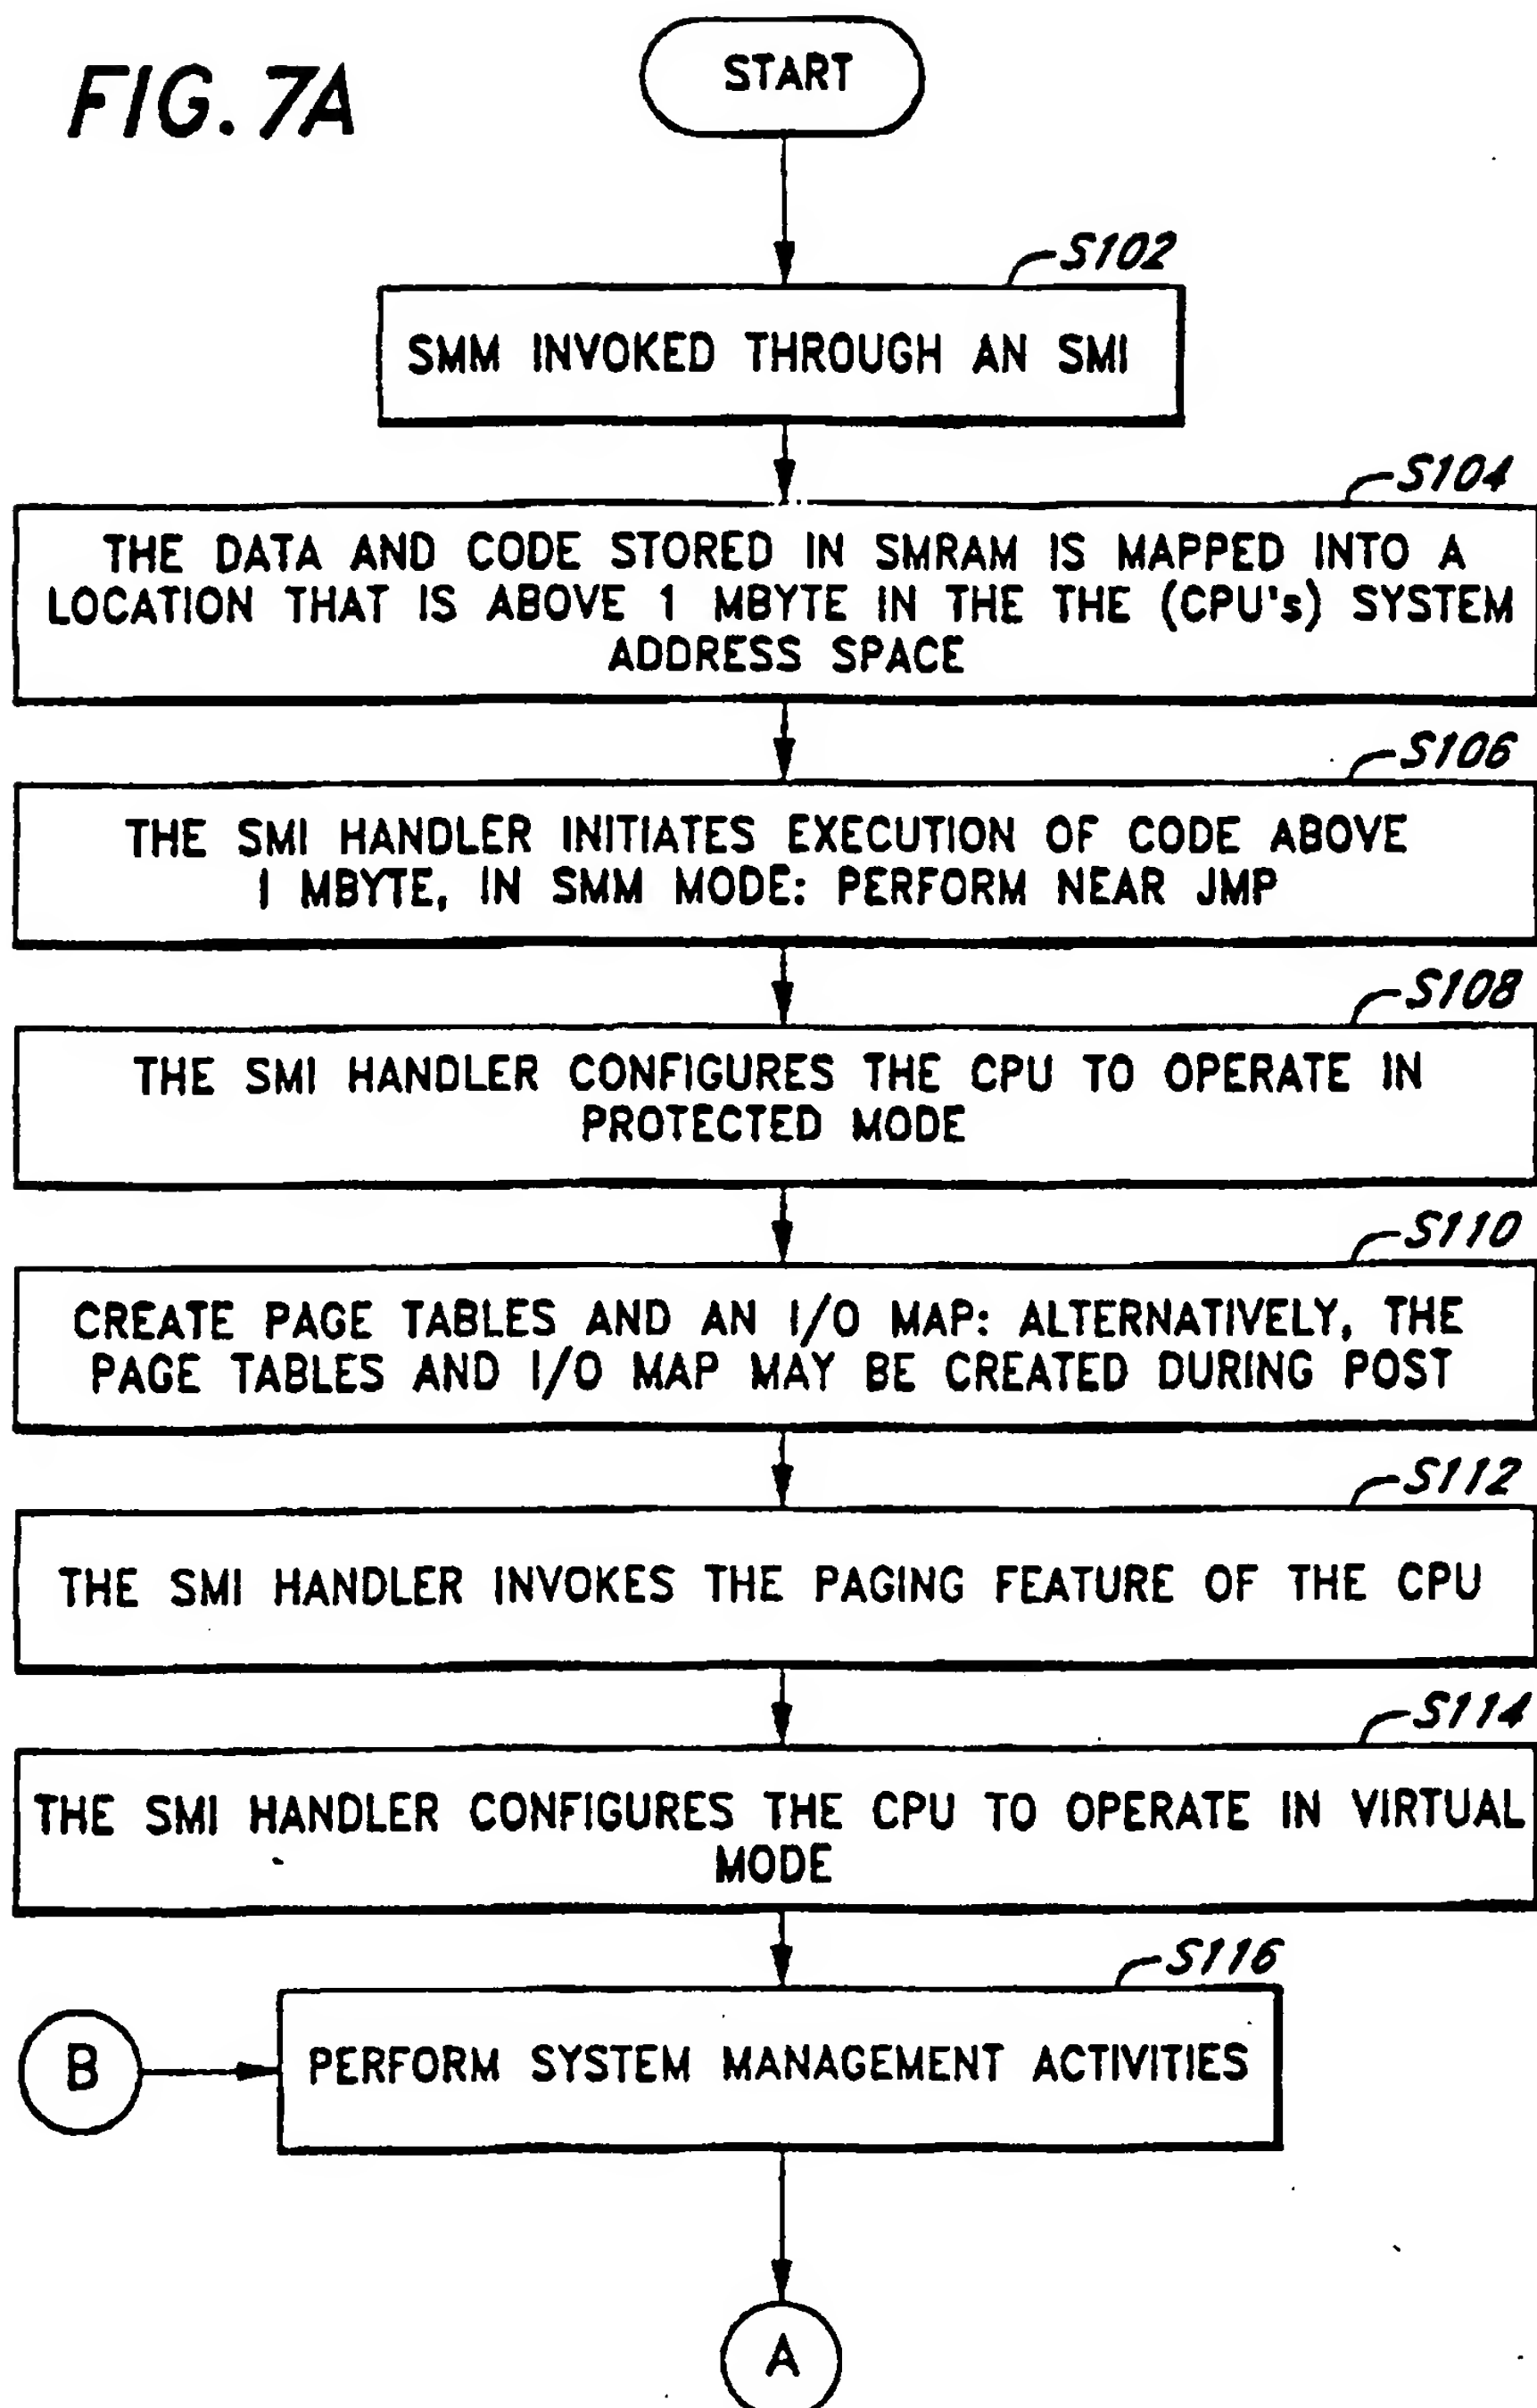 FIG. 7A
START
S102
SMM INVOKED THROUGH AN SMI
S104
THE DATA AND CODE STORED IN SMRAM IS MAPPED INTO A
LOCATION THAT IS ABOVE 1 MBYTE IN THE THE (CPU's) SYSTEM
ADDRESS SPACE
S106
THE SMI HANDLER INITIATES EXECUTION OF CODE ABOVE
1 MBYTE, IN SMM MODE: PERFORM NEAR JMP
S108
THE SMI HANDLER CONFIGURES THE CPU TO OPERATE IN
PROTECTED MODE
S110
CREATE PAGE TABLES AND AN I/O MAP: ALTERNATIVELY, THE
PAGE TABLES AND I/O MAP MAY BE CREATED DURING POST
S112
THE SMI HANDLER INVOKES THE PAGING FEATURE OF THE CPU
S114
THE SMI HANDLER CONFIGURES THE CPU TO OPERATE IN VIRTUAL
MODE
S116
B
PERFORM SYSTEM MANAGEMENT ACTIVITIES
A